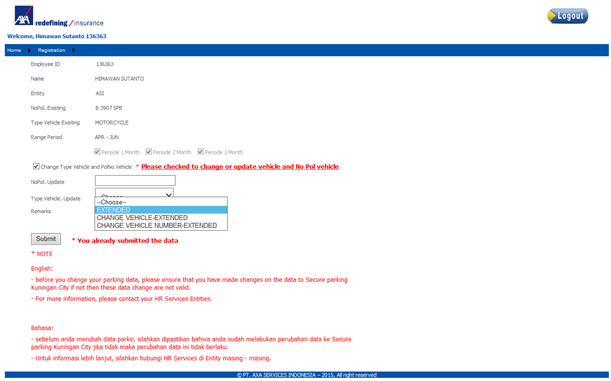 AXA redefining / insurance
Logout
Welcome, Himawan Sutanto 136363
Home Registration
Employee ID 136363
Name HIMAWAN SUTANTO
Entity ASI
NoPol. Existing B 3907 SPB
Type Vehicle Existing MOTORCYCLE
Range Period APR - JUN
Periode 1 Month Periode 2 Month Periode 3 Month
Change Type Vehicle and PolNo Vehicle * Please checked to change or update vehicle and No Pol vehicle
NoPol. Update
Type Vehicle. Update --Choose--
--Choose--
Remarks EXTENDED
CHANGE VEHICLE-EXTENDED
CHANGE VEHICLE NUMBER-EXTENDED
Submit * You already submitted the data
* NOTE
English:
- before you change your parking data, please ensure that you have made changes on the data to Secure parking
Kuningan City if not then these data change are not valid.
- For more information, please contact your HR Services Entities.
Bahasa:
- sebelum anda merubah data parkir, silahkan dipastikan bahwa anda sudah melakukan perubahan data ke Secure
parking Kuningan City jika tidak maka perubahan data ini tidak berlaku.
- Untuk informasi lebih lanjut, silahkan hubungi HR Services di Entity masing - masing.
© PT. AXA SERVICES INDONESIA – 2015, All right reserved